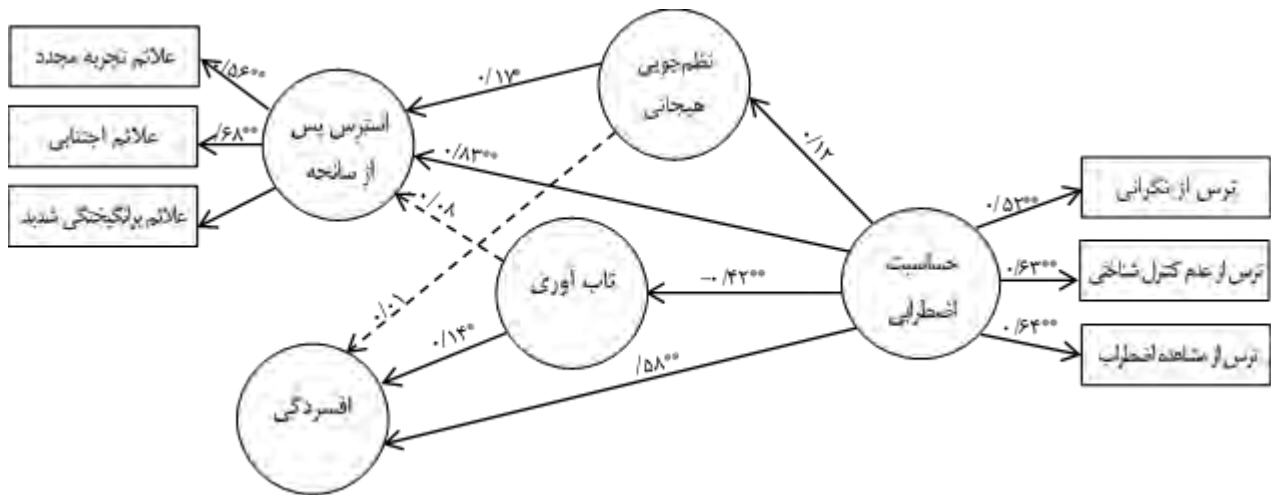 علائم تجربه مجدد
علائم اجتنابی
علائم برانگیختگی شدید
۰/۵۶**
۰/۶۸**
استرس پس
از سانحه
نظم‌جویی
هیجانی
۰/۱۷*
۰/۸۳**
۰/۰۸
۰/۰۱
۰/۱۲
تاب آوری
-۰/۴۲**
۰/۱۴*
/۵۸**
افسردگی
حساسیت
اضطرابی
۰/۵۳**
۰/۶۳**
۰/۶۴**
ترس از نگرانی
ترس از عدم کنترل شناختی
ترس از مشاهده اضطراب